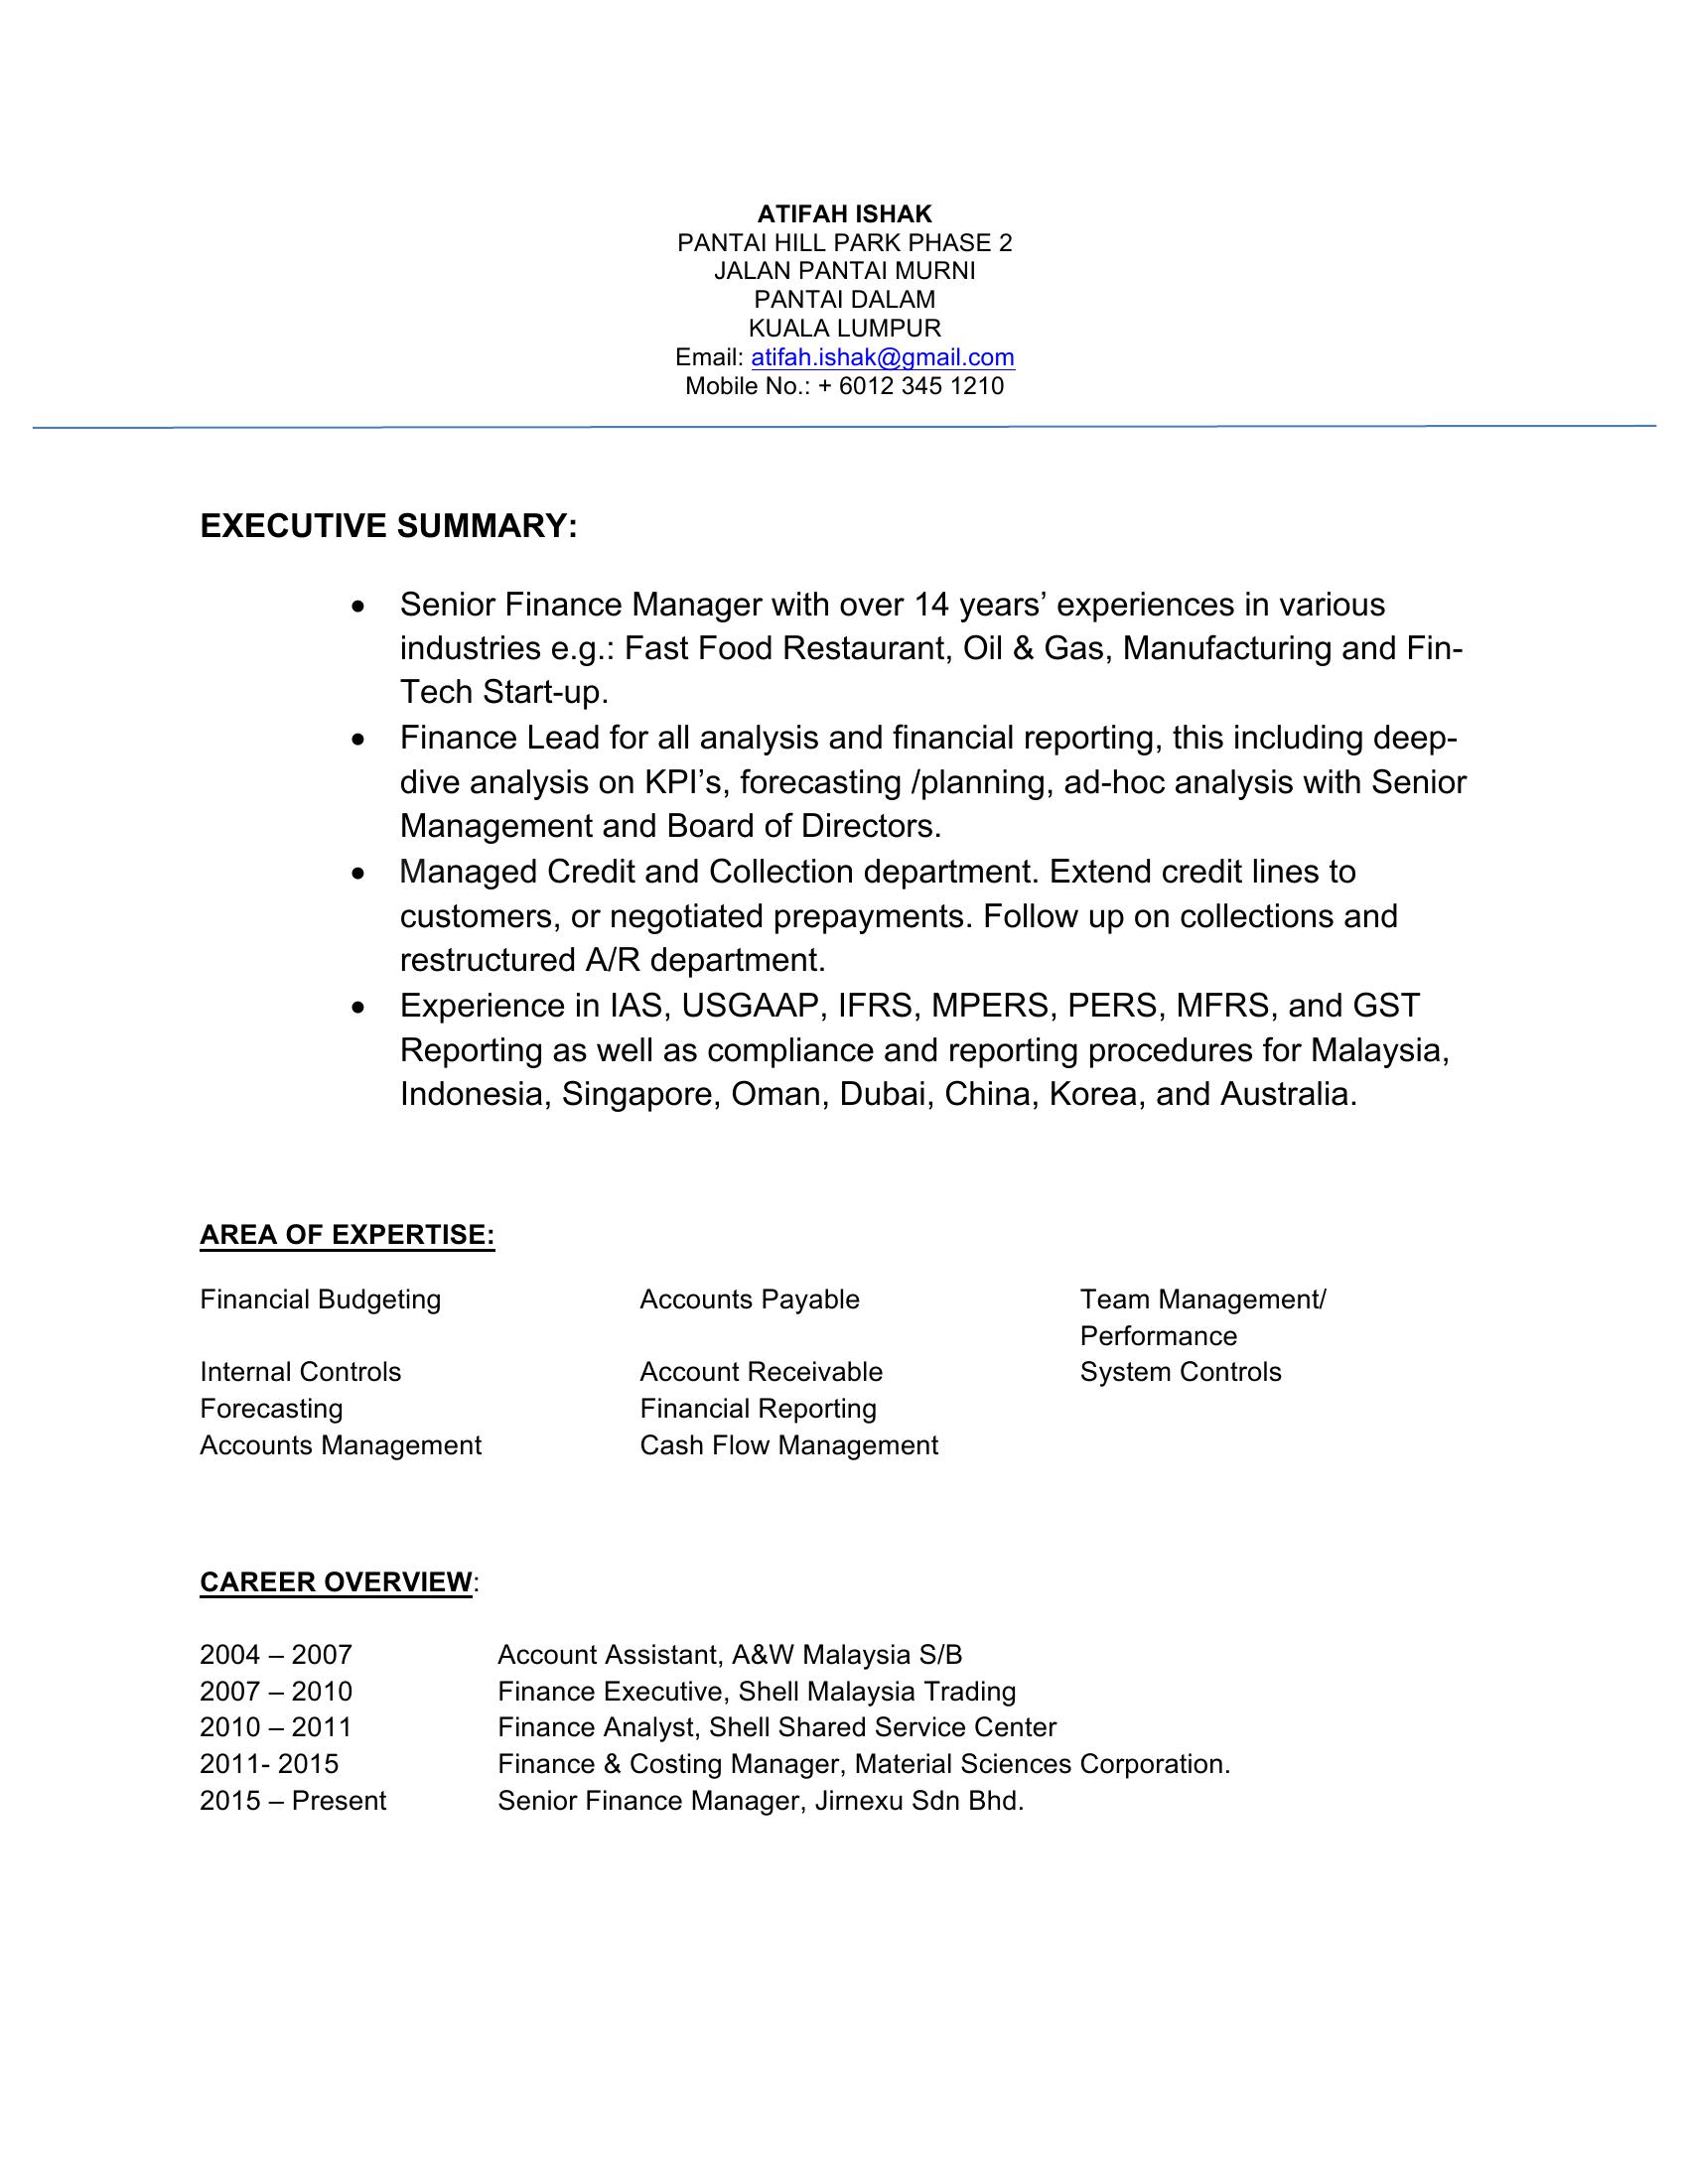 ATIFAH ISHAK
PANTAI HILL PARK PHASE 2
JALAN PANTAI MURNI
PANTAI DALAM
KUALA LUMPUR
Email: atifah.ishak@gmail.com
Mobile No.: + 6012 345 1210
EXECUTIVE SUMMARY:
• Senior Finance Manager with over 14 years’ experiences in various
industries e.g.: Fast Food Restaurant, Oil & Gas, Manufacturing and Fin-
Tech Start-up.
• Finance Lead for all analysis and financial reporting, this including deep-
dive analysis on KPI’s, forecasting /planning, ad-hoc analysis with Senior
Management and Board of Directors.
• Managed Credit and Collection department. Extend credit lines to
customers, or negotiated prepayments. Follow up on collections and
restructured A/R department.
• Experience in IAS, USGAAP, IFRS, MPERS, PERS, MFRS, and GST
Reporting as well as compliance and reporting procedures for Malaysia,
Indonesia, Singapore, Oman, Dubai, China, Korea, and Australia.
AREA OF EXPERTISE:
Financial Budgeting Accounts Payable Team Management/
Performance
Internal Controls Account Receivable System Controls
Forecasting Financial Reporting
Accounts Management Cash Flow Management
CAREER OVERVIEW:
2004 – 2007 Account Assistant, A&W Malaysia S/B
2007 – 2010 Finance Executive, Shell Malaysia Trading
2010 – 2011 Finance Analyst, Shell Shared Service Center
2011- 2015 Finance & Costing Manager, Material Sciences Corporation.
2015 – Present Senior Finance Manager, Jirnexu Sdn Bhd.